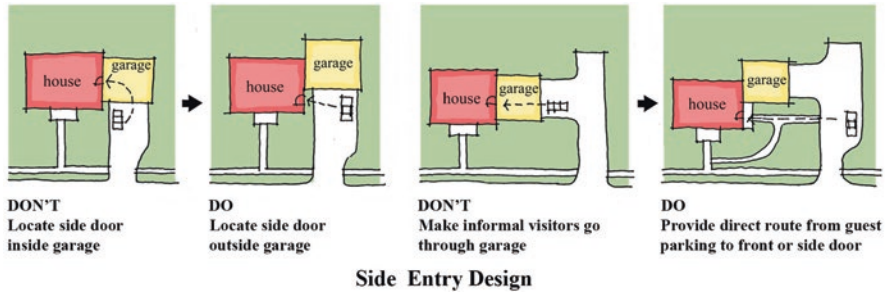 house
garage
house
garage
house
garage
house
garage
DON'T
Locate side door
inside garage
DO
Locate side door
outside garage
DON'T
Make informal visitors go
through garage
DO
Provide direct route from guest
parking to front or side door
Side Entry Design